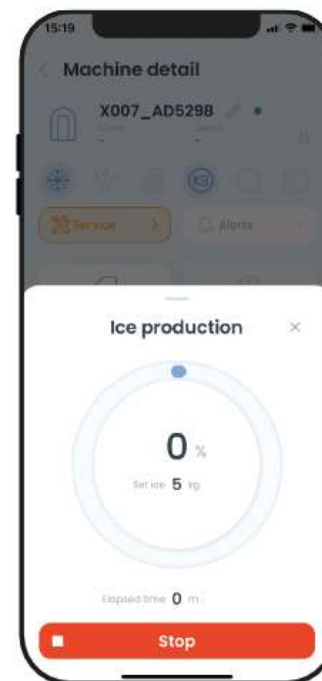 15:19
Machine detail
X007_AD5298
- -
Service
Alerts
Ice production
0 %
Set ice 5 kg
Elapsed time 0 m
Stop